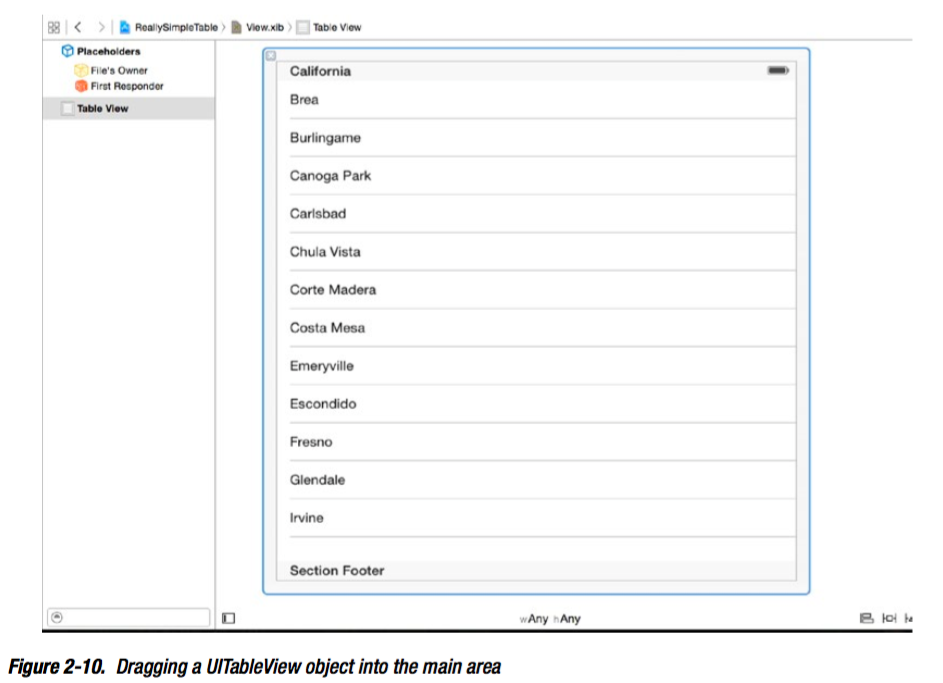 ReallySimpleTable View.xib Table View
Placeholders
File's Owner
First Responder
Table View
California
Brea
Burlingame
Canoga Park
Carlsbad
Chula Vista
Corte Madera
Costa Mesa
Emeryville
Escondido
Fresno
Glendale
Irvine
Section Footer
wAny hAny
Figure 2-10. Dragging a UITableView object into the main area